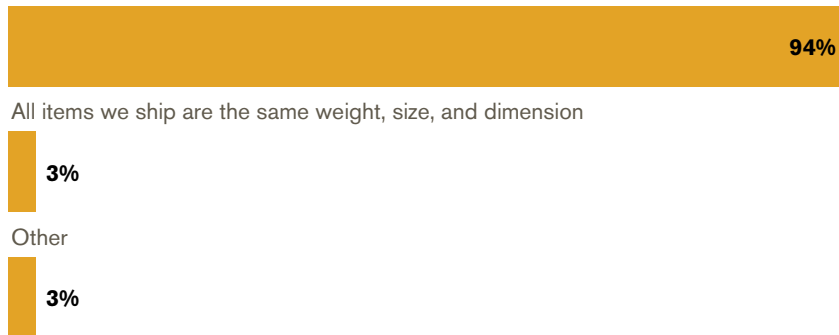 94%
All items we ship are the same weight, size, and dimension
3%
Other
3%